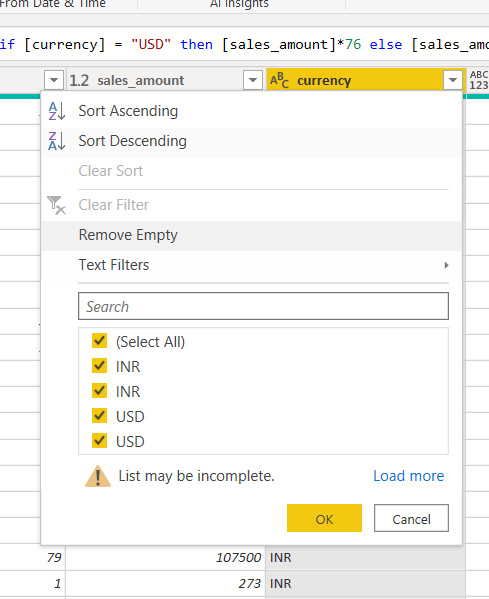 From Date & Time AI Insights
if [currency] = "USD" then [sales_amount]*76 else [sales_amo
1.2 sales_amount ABC currency ABC 123
Sort Ascending
Sort Descending
Clear Sort
Clear Filter
Remove Empty
Text Filters
Search
(Select All)
INR
INR
USD
USD
List may be incomplete. Load more
OK Cancel
79 107500 INR
1 273 INR